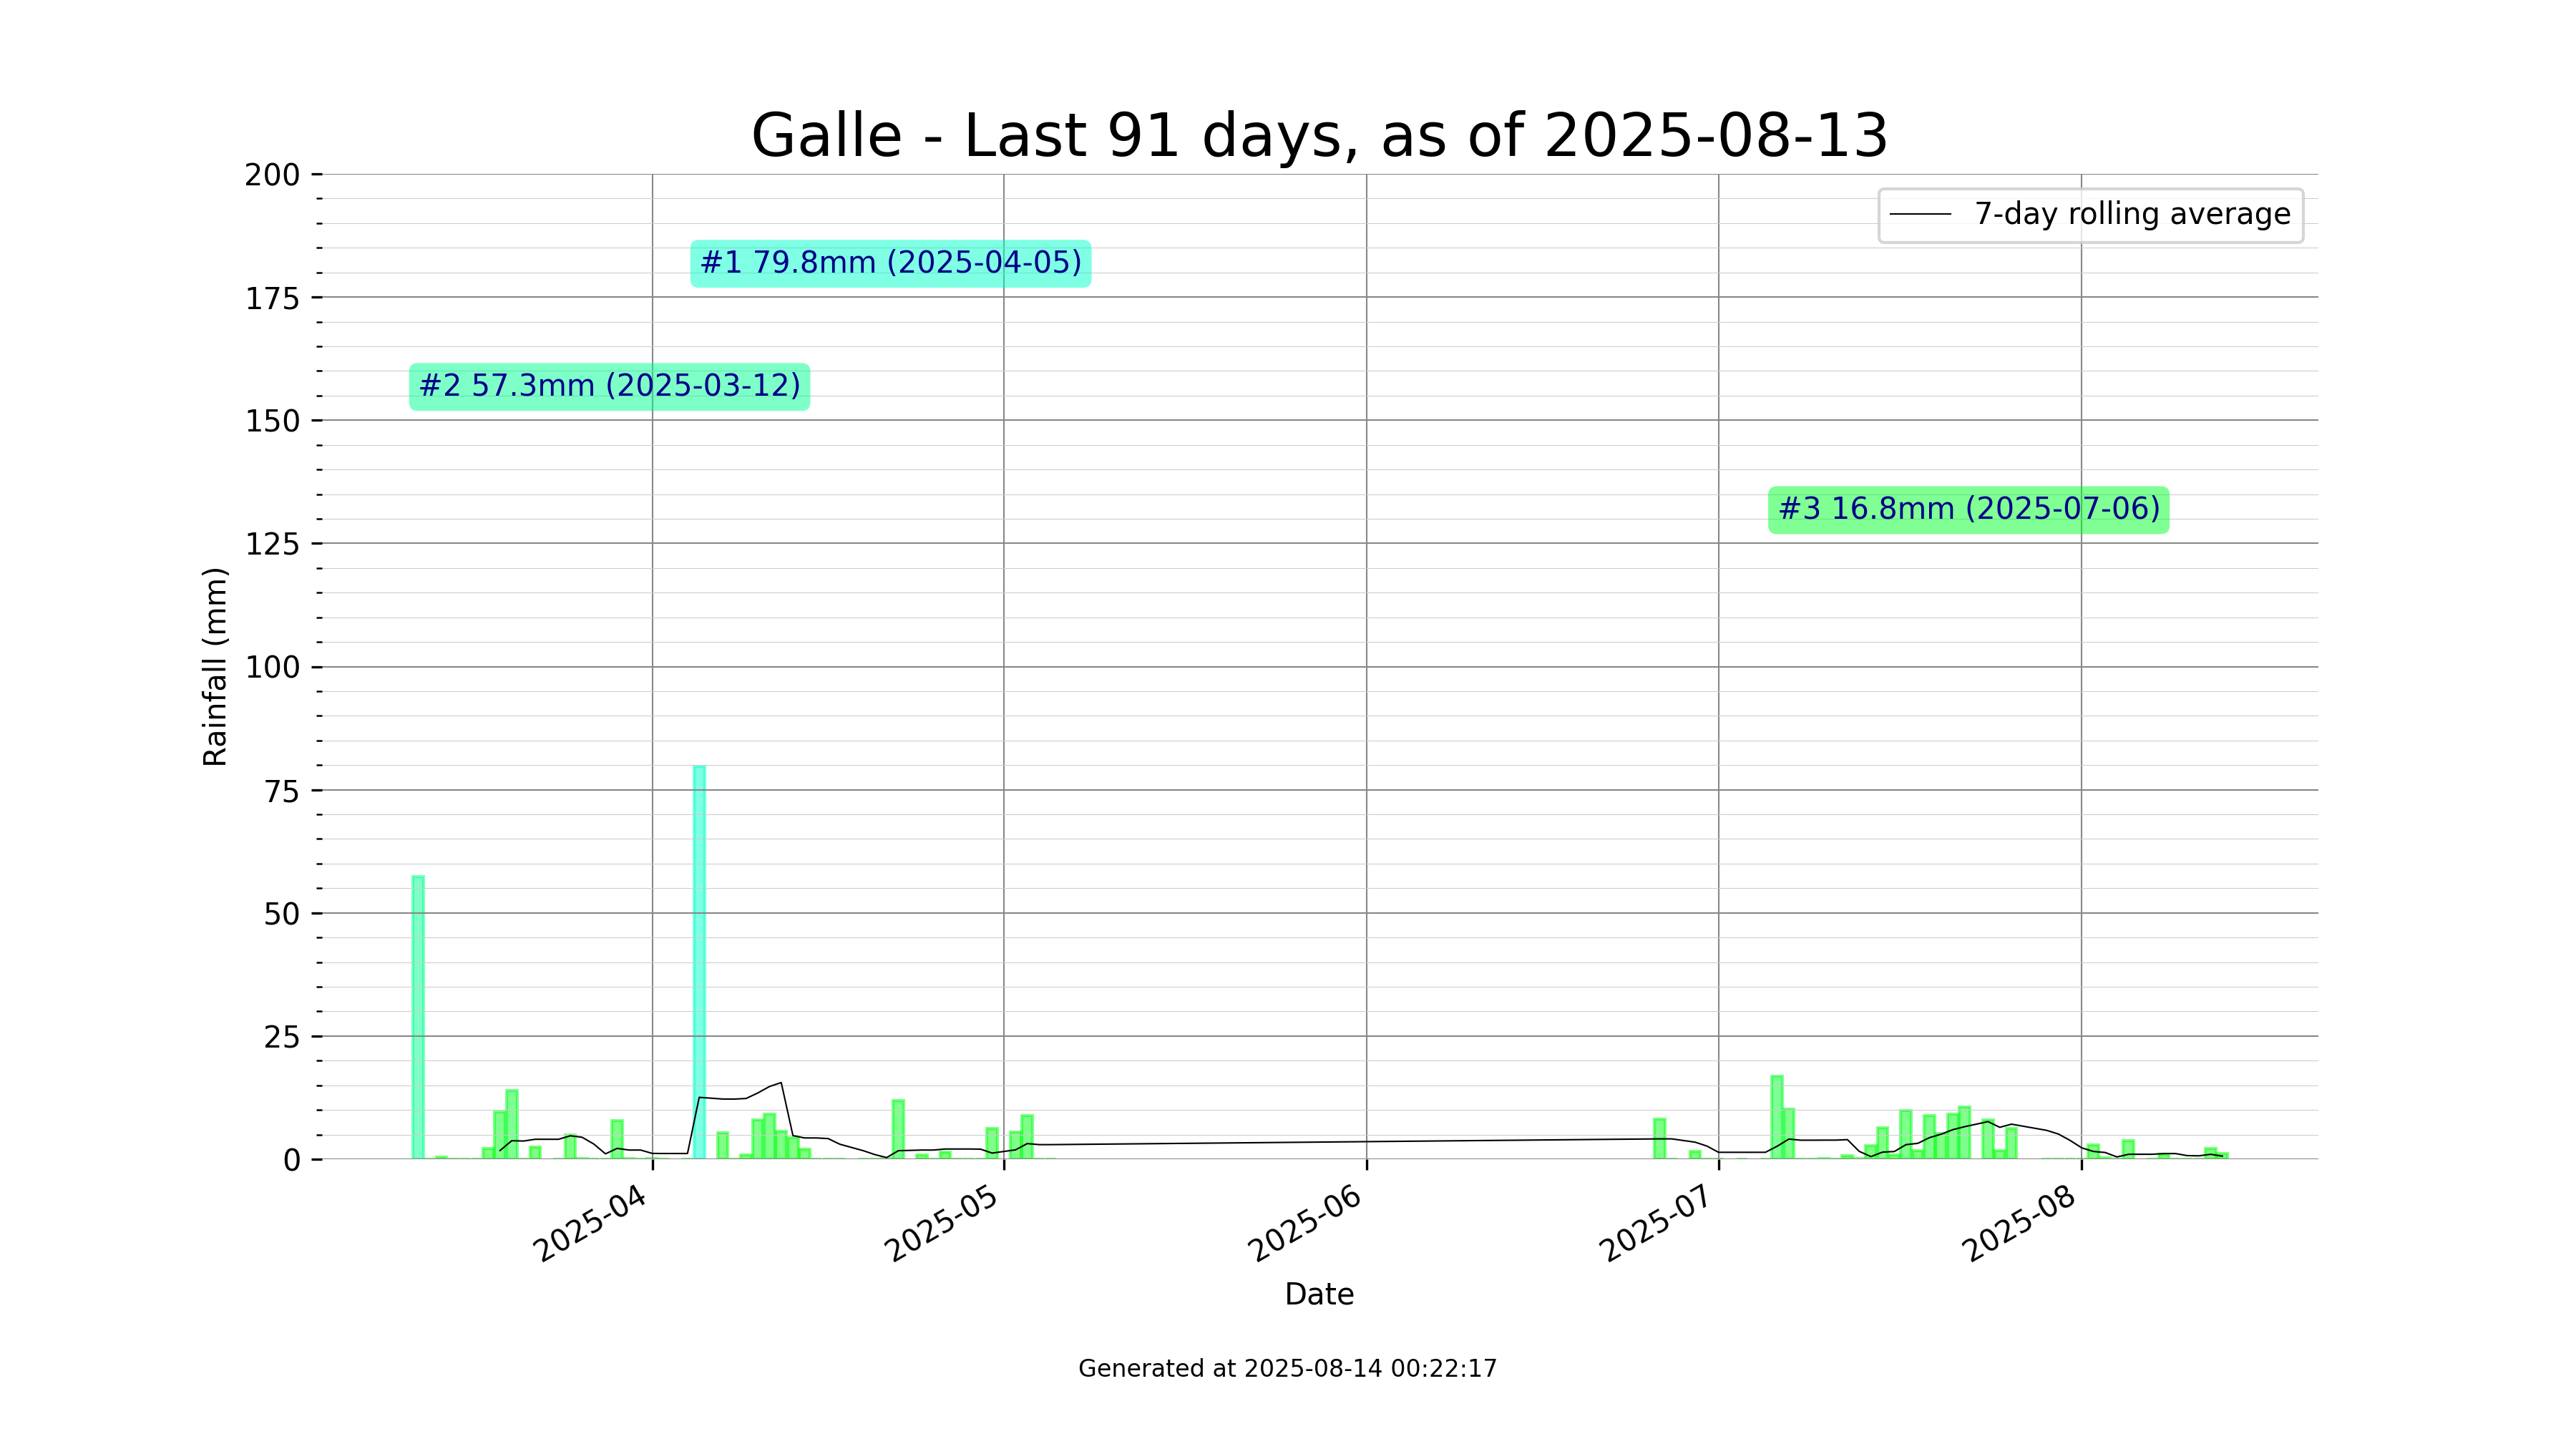 Galle - Last 91 days, as of 2025-08-13
200
175
150
125
100
75
50
25
0
Rainfall (mm)
7-day rolling average
#1 79.8mm (2025-04-05)
#2 57.3mm (2025-03-12)
#3 16.8mm (2025-07-06)
2025-04
2025-05
2025-06
2025-07
2025-08
Date
Generated at 2025-08-14 00:22:17